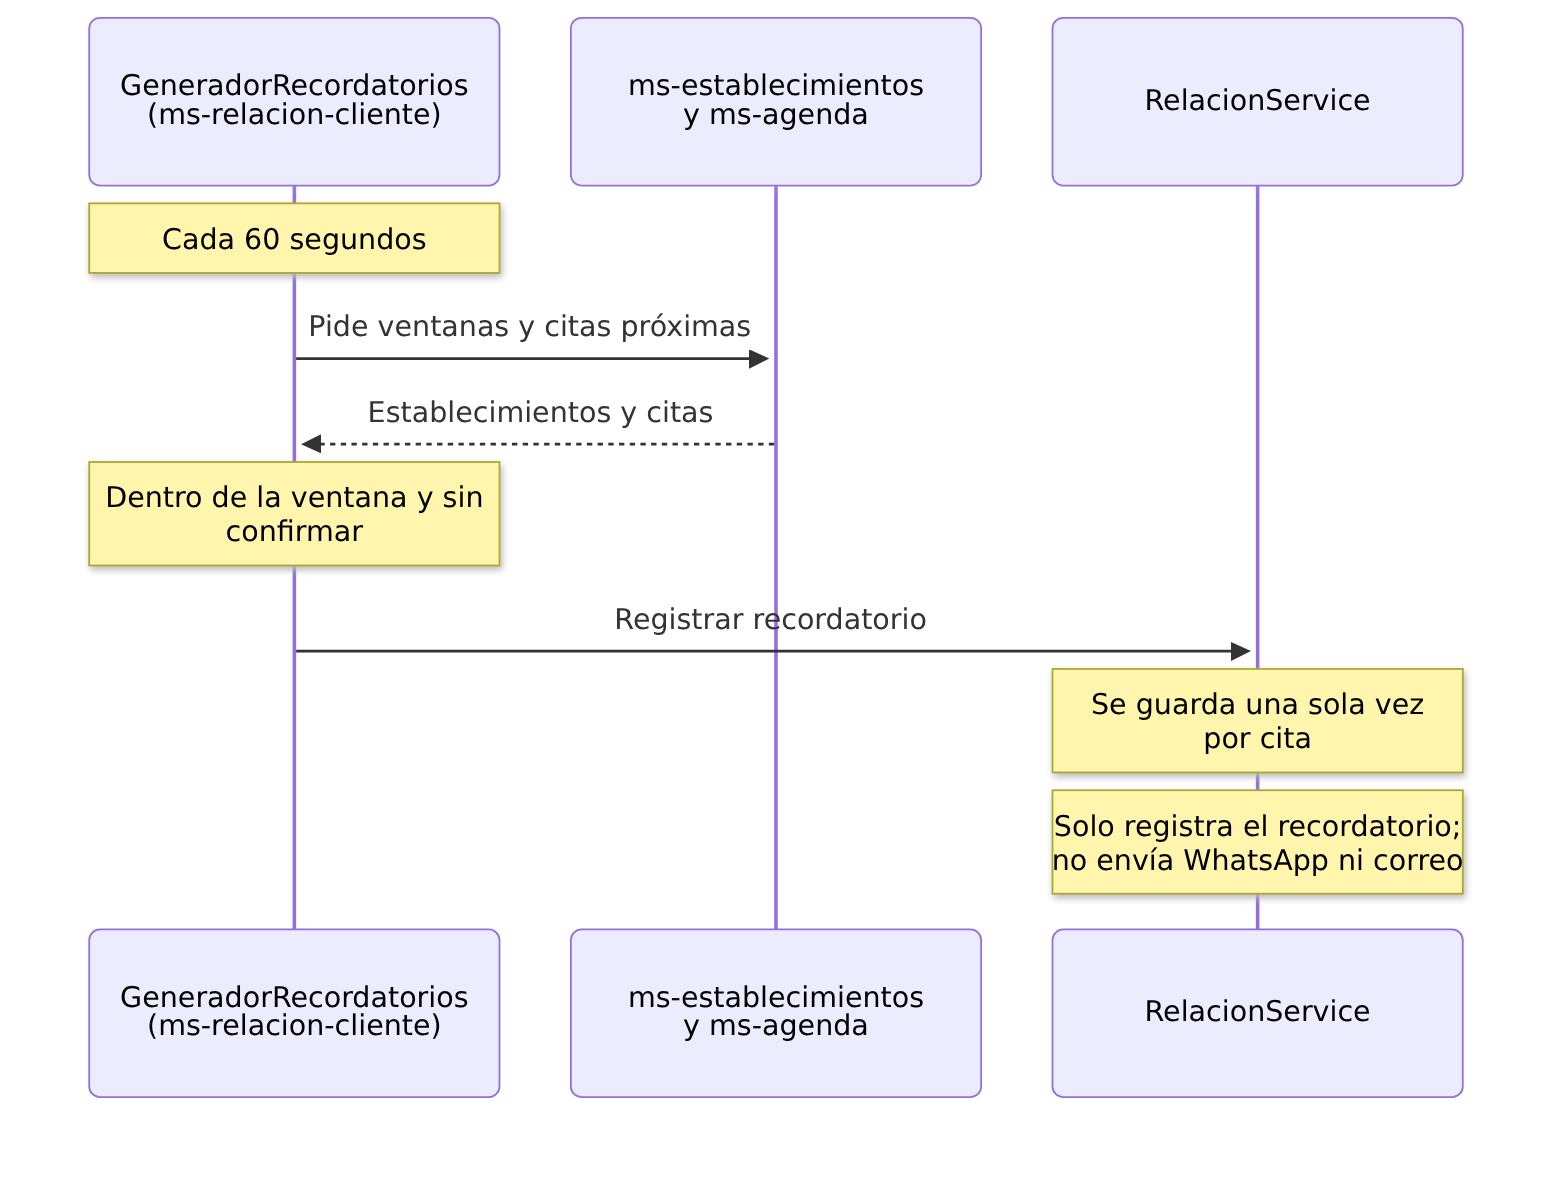 GeneradorRecordatorios
(ms-relacion-cliente)
ms-establecimientos
y ms-agenda
RelacionService
Cada 60 segundos
Pide ventanas y citas próximas
Establecimientos y citas
Dentro de la ventana y sin
confirmar
Registrar recordatorio
Se guarda una sola vez
por cita
Solo registra el recordatorio;
no envía WhatsApp ni correo
GeneradorRecordatorios
(ms-relacion-cliente)
ms-establecimientos
y ms-agenda
RelacionService